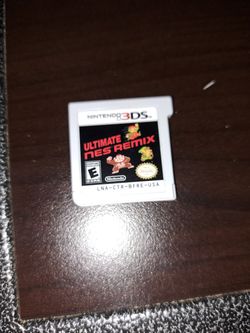 NINTENDO 3DS
ULTIMATE
NES REMIX
E
Nintendo
LNA-CTR-BFRE-USA